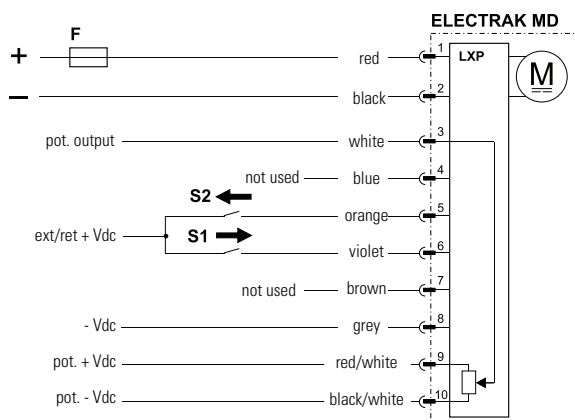 ELECTRAK MD
F
+ red 1 LXP M
– black 2
pot. output white 3
not used blue 4
S2 orange 5
ext/ret + Vdc S1 violet 6
not used brown 7
- Vdc grey 8
pot. + Vdc red/white 9
pot. - Vdc black/white 10